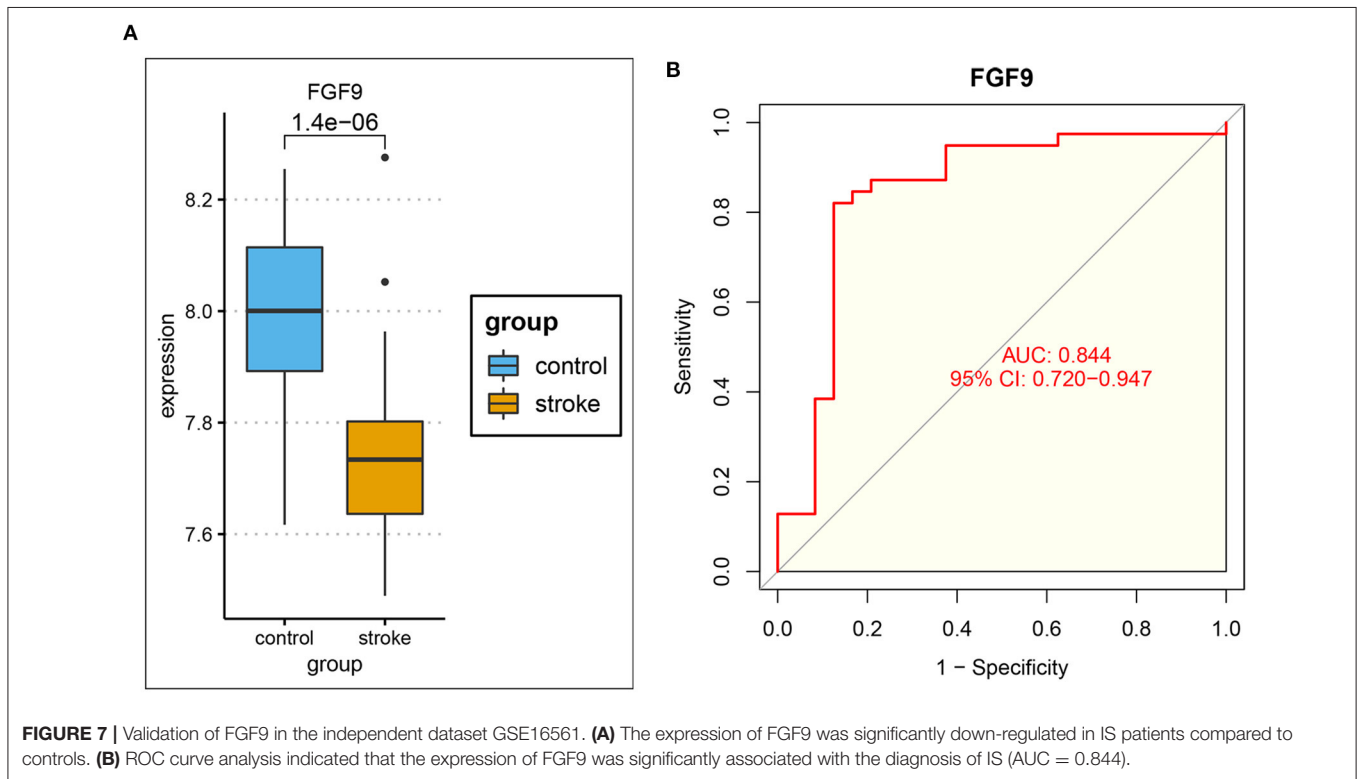 A
FGF9
1.4e−06
8.2
8.0
7.8
7.6
expression
control stroke
group
group
control
stroke
B
FGF9
1.0
0.8
0.6
0.4
0.2
0.0
Sensitivity
AUC: 0.844
95% CI: 0.720−0.947
0.0 0.2 0.4 0.6 0.8 1.0
1 − Specificity
FIGURE 7 | Validation of FGF9 in the independent dataset GSE16561. (A) The expression of FGF9 was significantly down-regulated in IS patients compared to
controls. (B) ROC curve analysis indicated that the expression of FGF9 was significantly associated with the diagnosis of IS (AUC = 0.844).